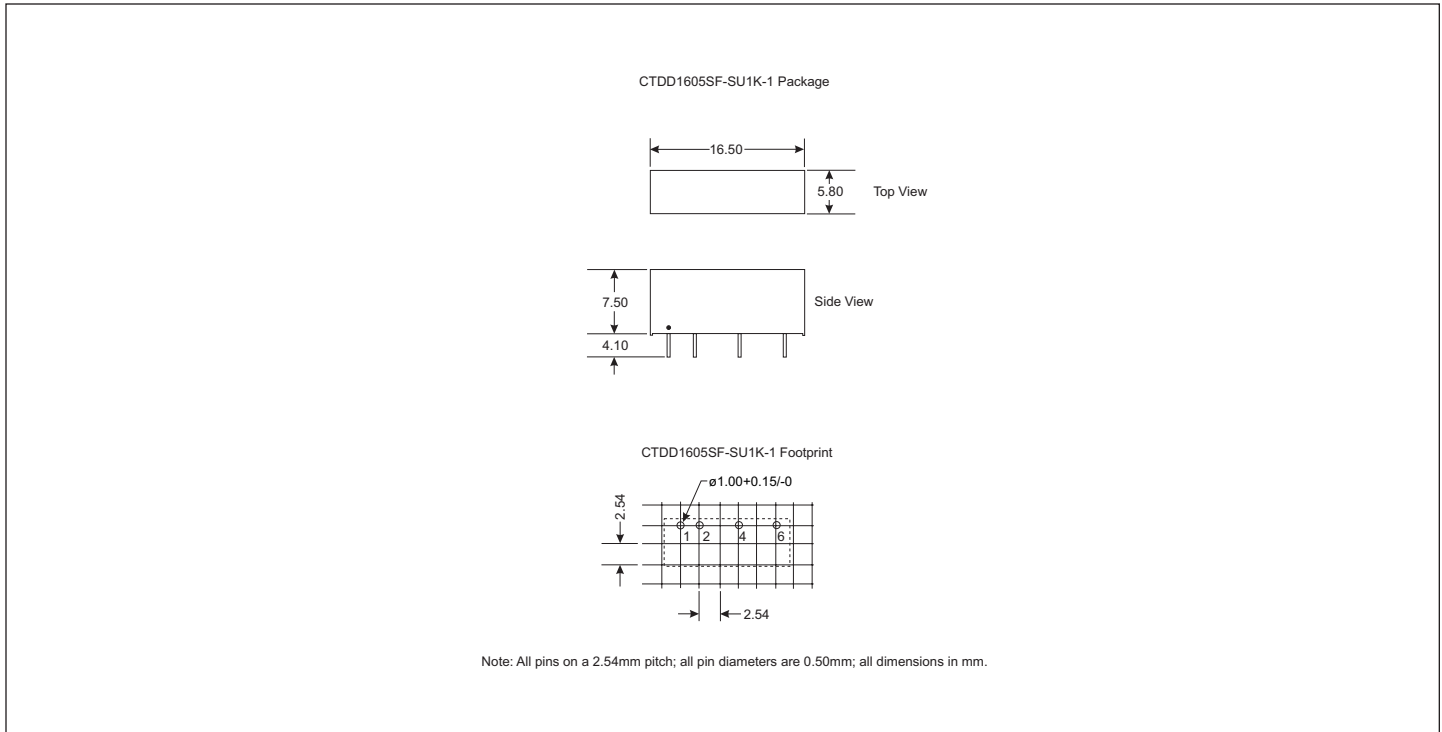 CTDD1605SF-SU1K-1 Package
16.50
5.80
Top View
7.50
Side View
4.10
CTDD1605SF-SU1K-1 Footprint
ø1.00+0.15/-0
2.54
1 2 4 6
2.54
Note: All pins on a 2.54mm pitch; all pin diameters are 0.50mm; all dimensions in mm.